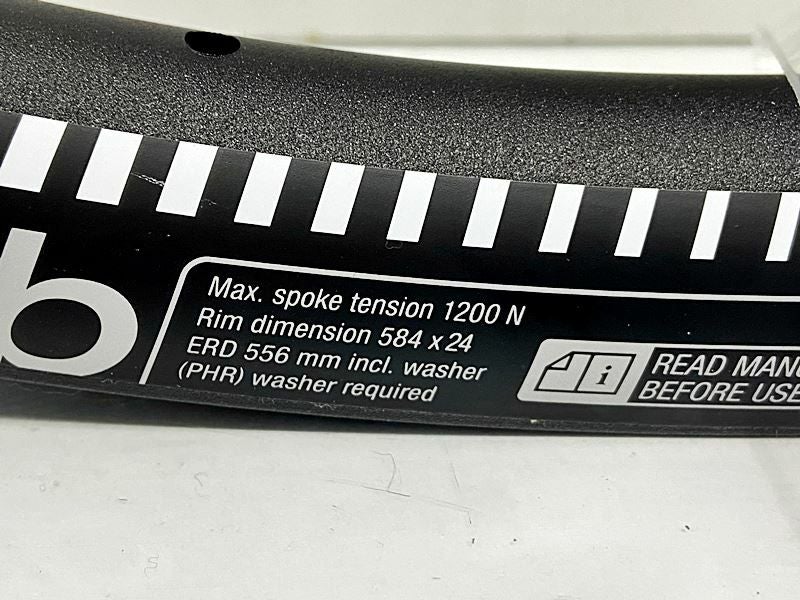 b
Max. spoke tension 1200 N
Rim dimension 584 x 24
ERD 556 mm incl. washer
(PHR) washer required
i
READ
BEFORE USE